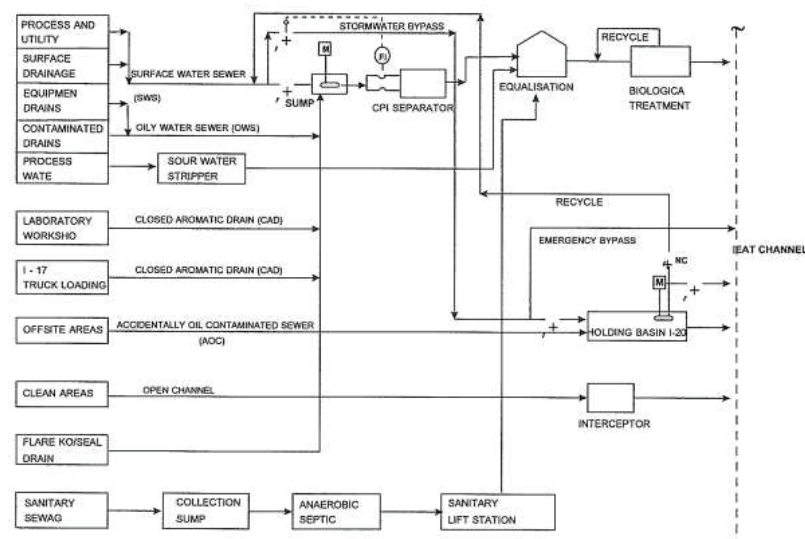 PROCESS AND
UTILITY
SURFACE
DRAINAGE
EQUIPMEN
DRAINS
CONTAMINATED
DRAINS
PROCESS
WATE
SURFACE WATER SEWER
(SWS)
OILY WATER SEWER (OWS)
SOUR WATER
STRIPPER
STORMWATER BYPASS
M
FI
SUMP
CPI SEPARATOR
EQUALISATION
RECYCLE
BIOLOGICA
TREATMENT
RECYCLE
LABORATORY
WORKSHO
CLOSED AROMATIC DRAIN (CAD)
EMERGENCY BYPASS
EAT CHANNEL
NC
M
I - 17
TRUCK LOADING
CLOSED AROMATIC DRAIN (CAD)
OFFSITE AREAS
ACCIDENTALLY OIL CONTAMINATED SEWER
(AOC)
HOLDING BASIN I-20
CLEAN AREAS
OPEN CHANNEL
INTERCEPTOR
FLARE KO/SEAL
DRAIN
SANITARY
SEWAG
COLLECTION
SUMP
ANAEROBIC
SEPTIC
SANITARY
LIFT STATION